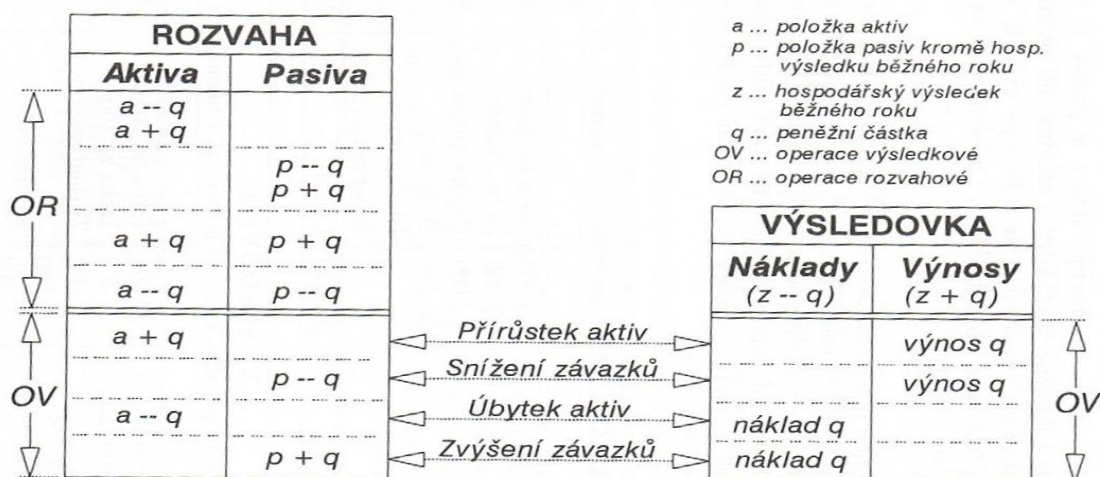 ROZVAHA
Aktiva Pasiva
a -- q
a + q
p -- q
p + q
a + q p + q
a -- q p -- q
OR
a + q
p -- q
a -- q
p + q
OV
a ... položka aktiv
p ... položka pasiv kromě hosp.
výsledku běžného roku
z ... hospodářský výsledek
běžného roku
q ... peněžní částka
OV ... operace výsledkové
OR ... operace rozvahové
VÝSLEDOVKA
Náklady Výnosy
(z -- q) (z + q)
Přírůstek aktiv
výnos q
Snížení závazků
výnos q
Úbytek aktiv
náklad q
Zvýšení závazků
náklad q
OV